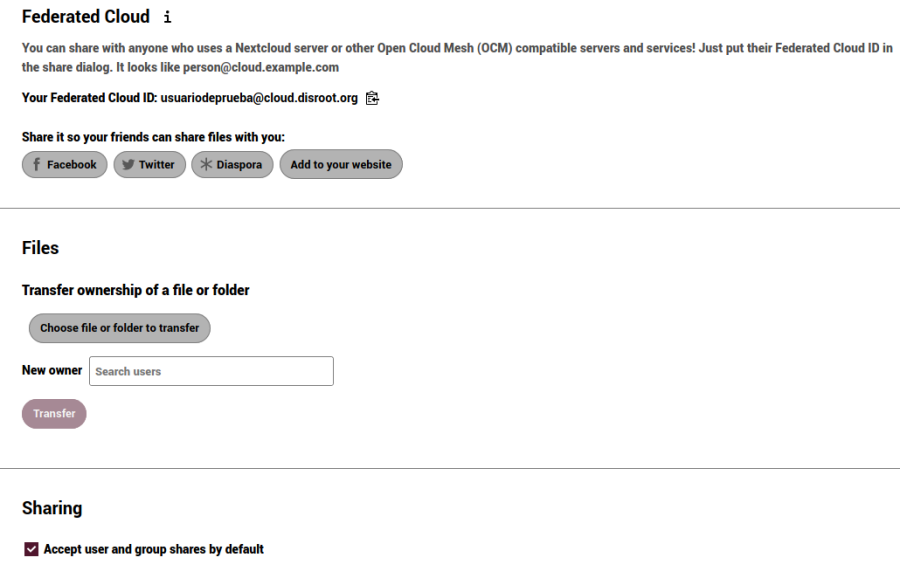 Federated Cloud i
You can share with anyone who uses a Nextcloud server or other Open Cloud Mesh (OCM) compatible servers and services! Just put their Federated Cloud ID in
the share dialog. It looks like person@cloud.example.com
Your Federated Cloud ID: usuariodeprueba@cloud.disroot.org
Share it so your friends can share files with you:
Facebook Twitter Diaspora Add to your website
Files
Transfer ownership of a file or folder
Choose file or folder to transfer
New owner Search users
Transfer
Sharing
Accept user and group shares by default